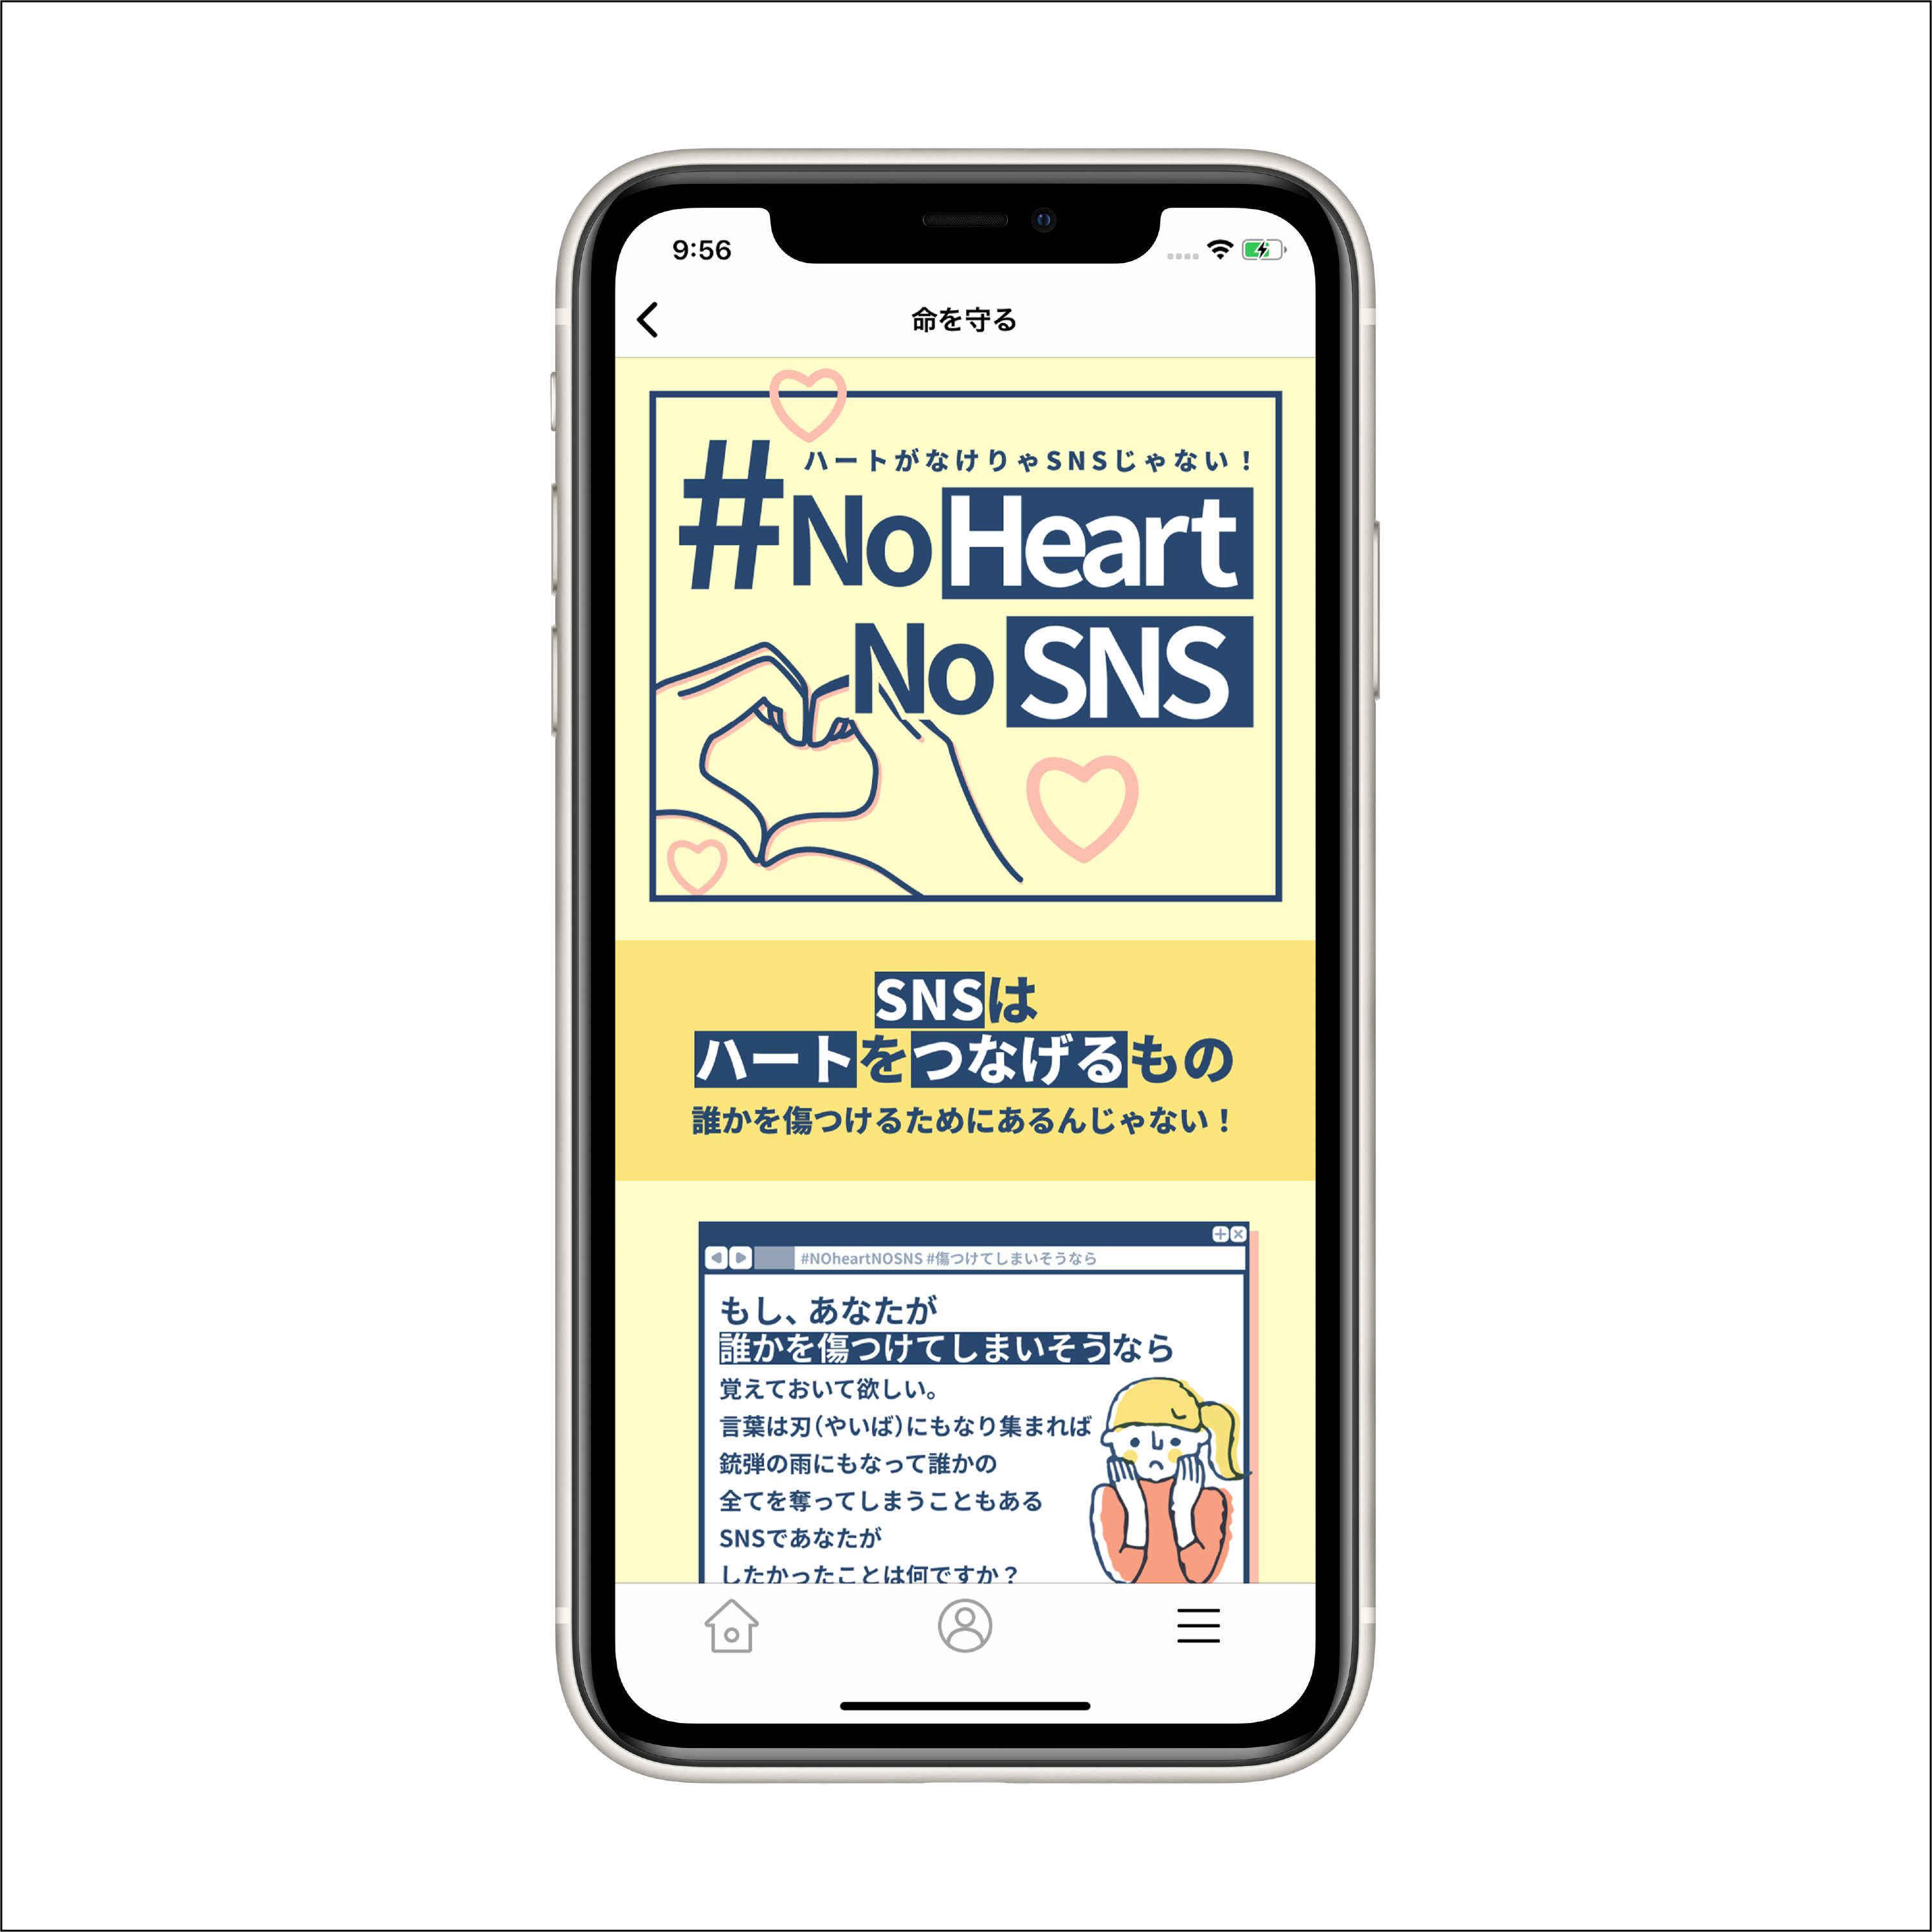 9:56
命を守る
ハートがなけりゃSNSじゃない！
#No Heart
No SNS
SNSは
ハートをつなげるもの
誰かを傷つけるためにあるんじゃない！
#NOheartNOSNS #傷つけてしまいそうなら
もし、あなたが
誰かを傷つけてしまいそうなら
覚えておいて欲しい。
言葉は刃（やいば）にもなり集まれば
銃弾の雨にもなって誰かの
全てを奪ってしまうこともある
SNSであなたが
したかったことは何ですか？